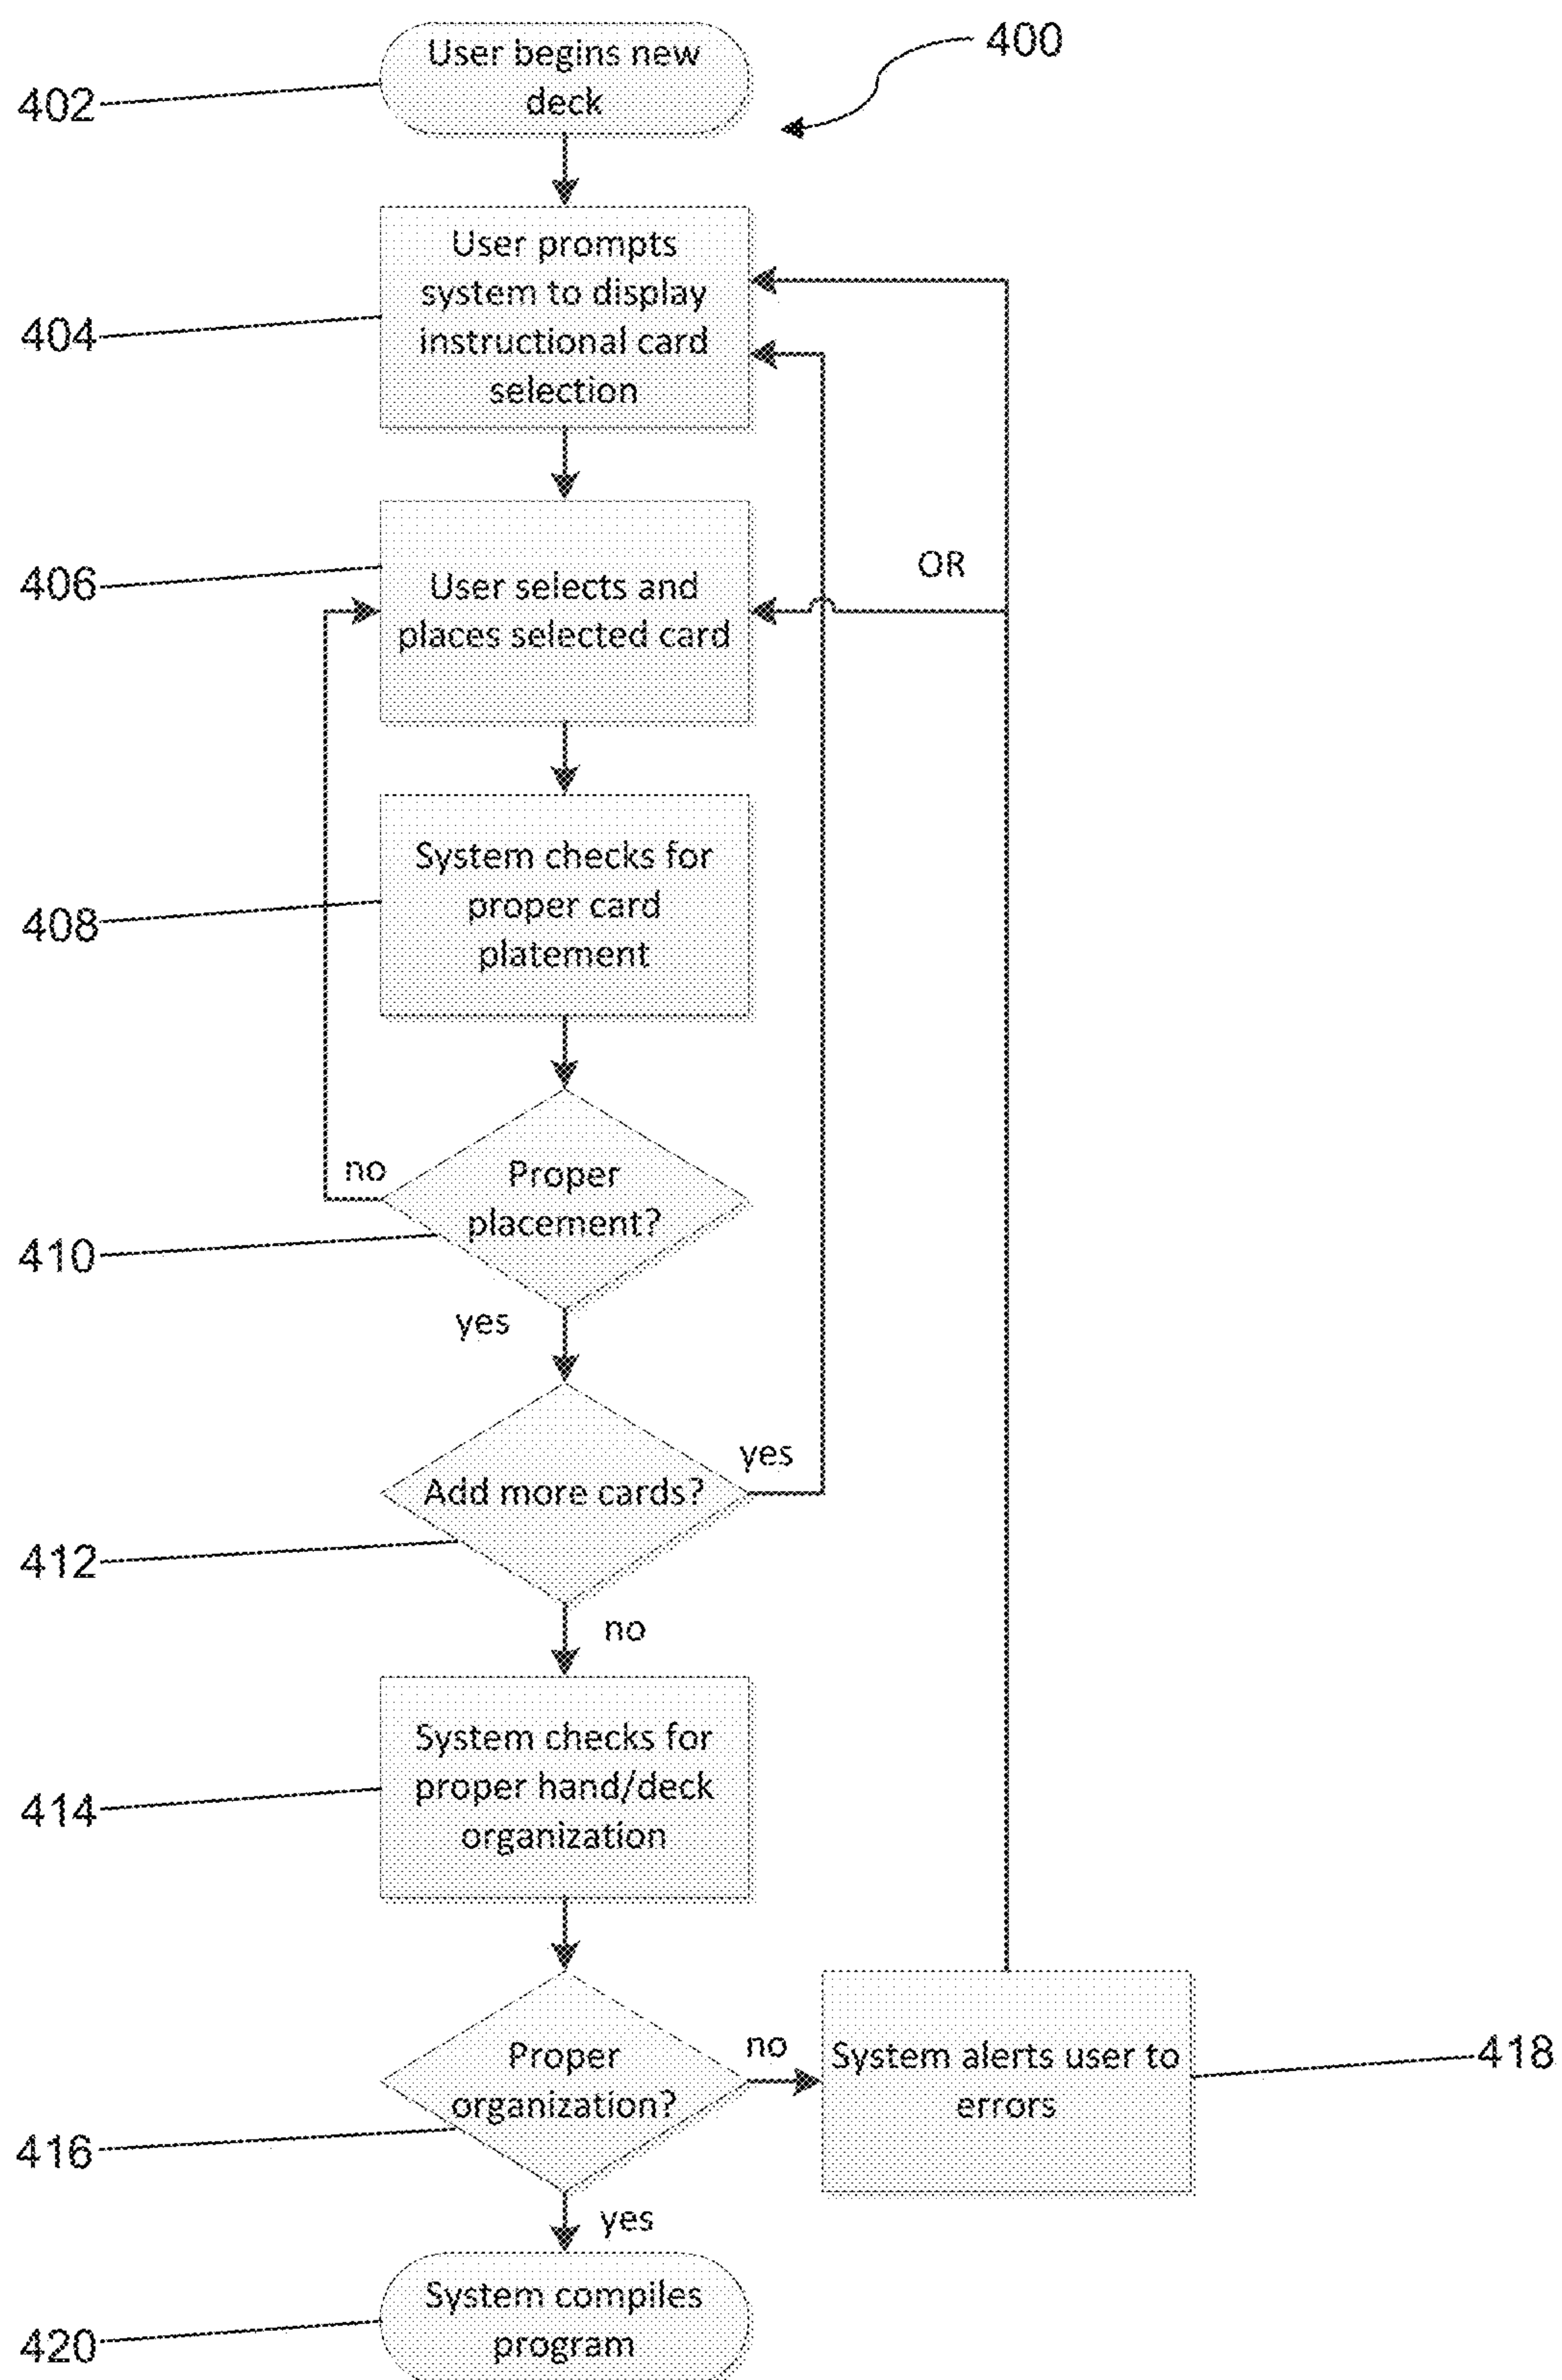 400
User begins new
deck
402
User prompts
system to display
instructional card
selection
404
OR
406
User selects and
places selected card
System checks for
proper card
platement
408
no
Proper
placement?
410
yes
yes
Add more cards?
412
no
System checks for
proper hand/deck
organization
414
no
Proper
organization?
System alerts user to
errors
418
416
yes
System compiles
program
420